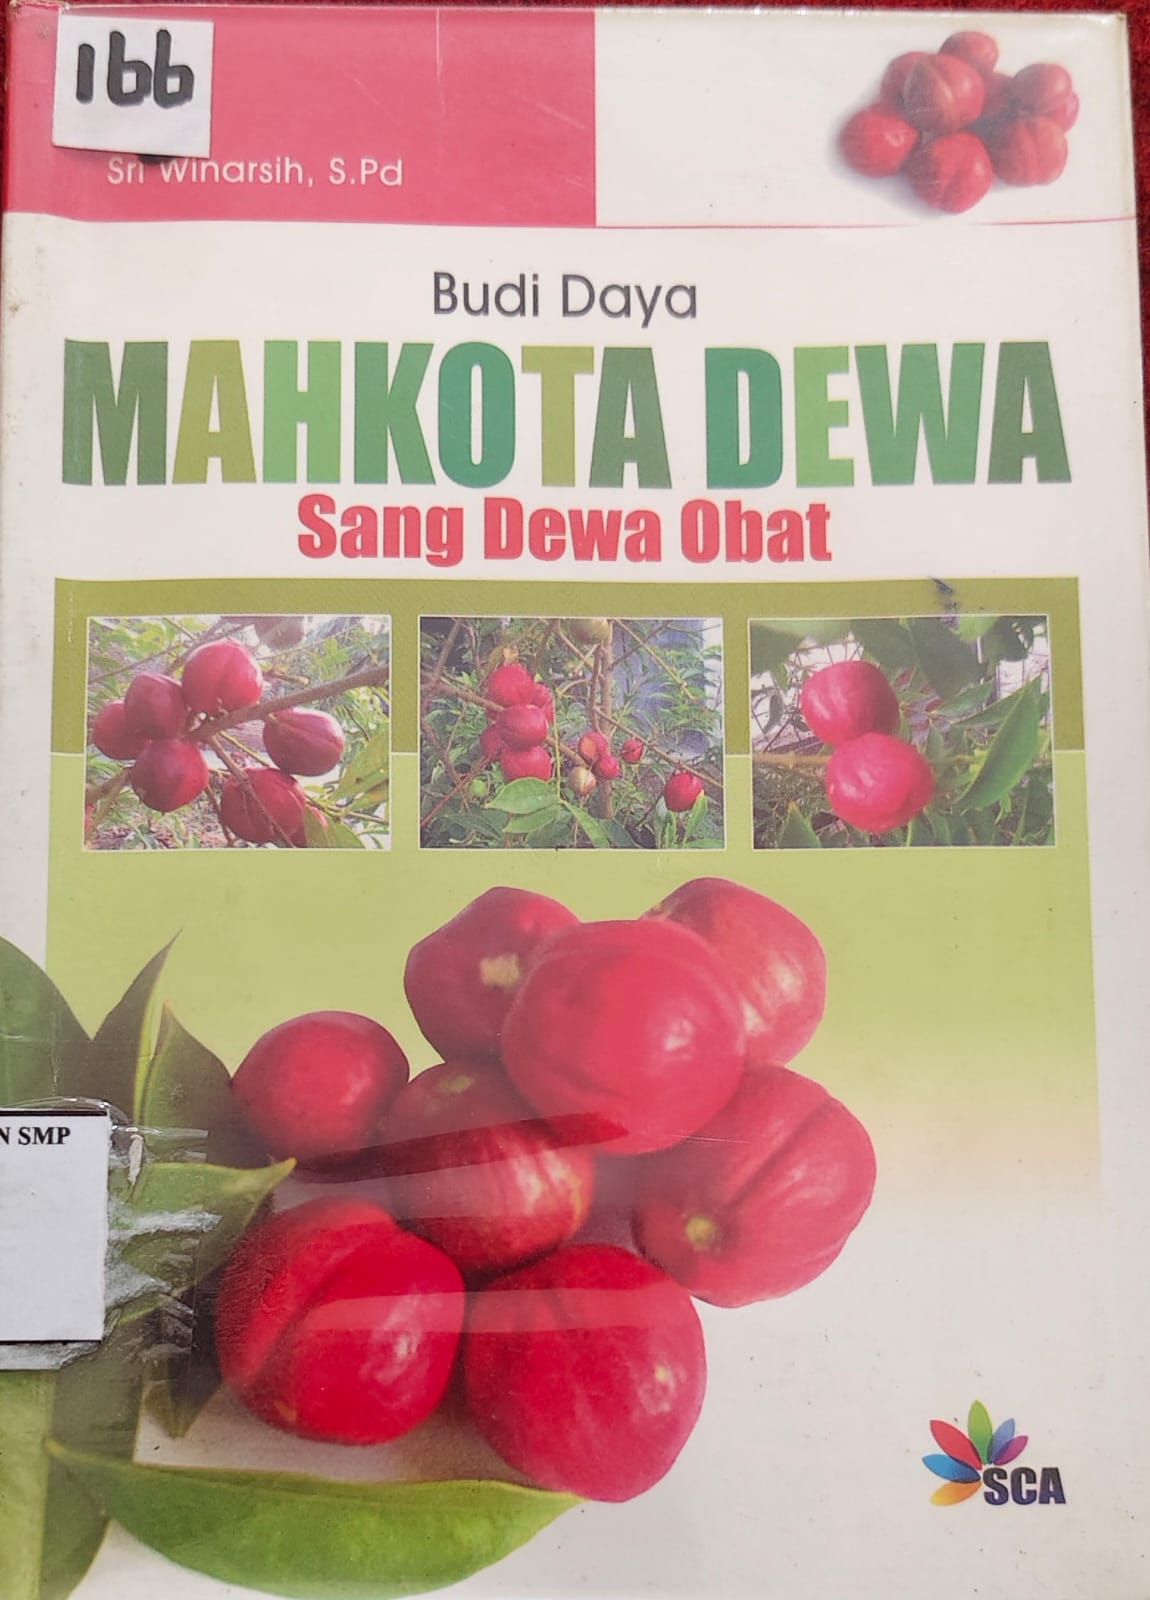 166
Sri Winarsih, S.Pd
Budi Daya
MAHKOTA DEWA
Sang Dewa Obat
N SMP
SCA